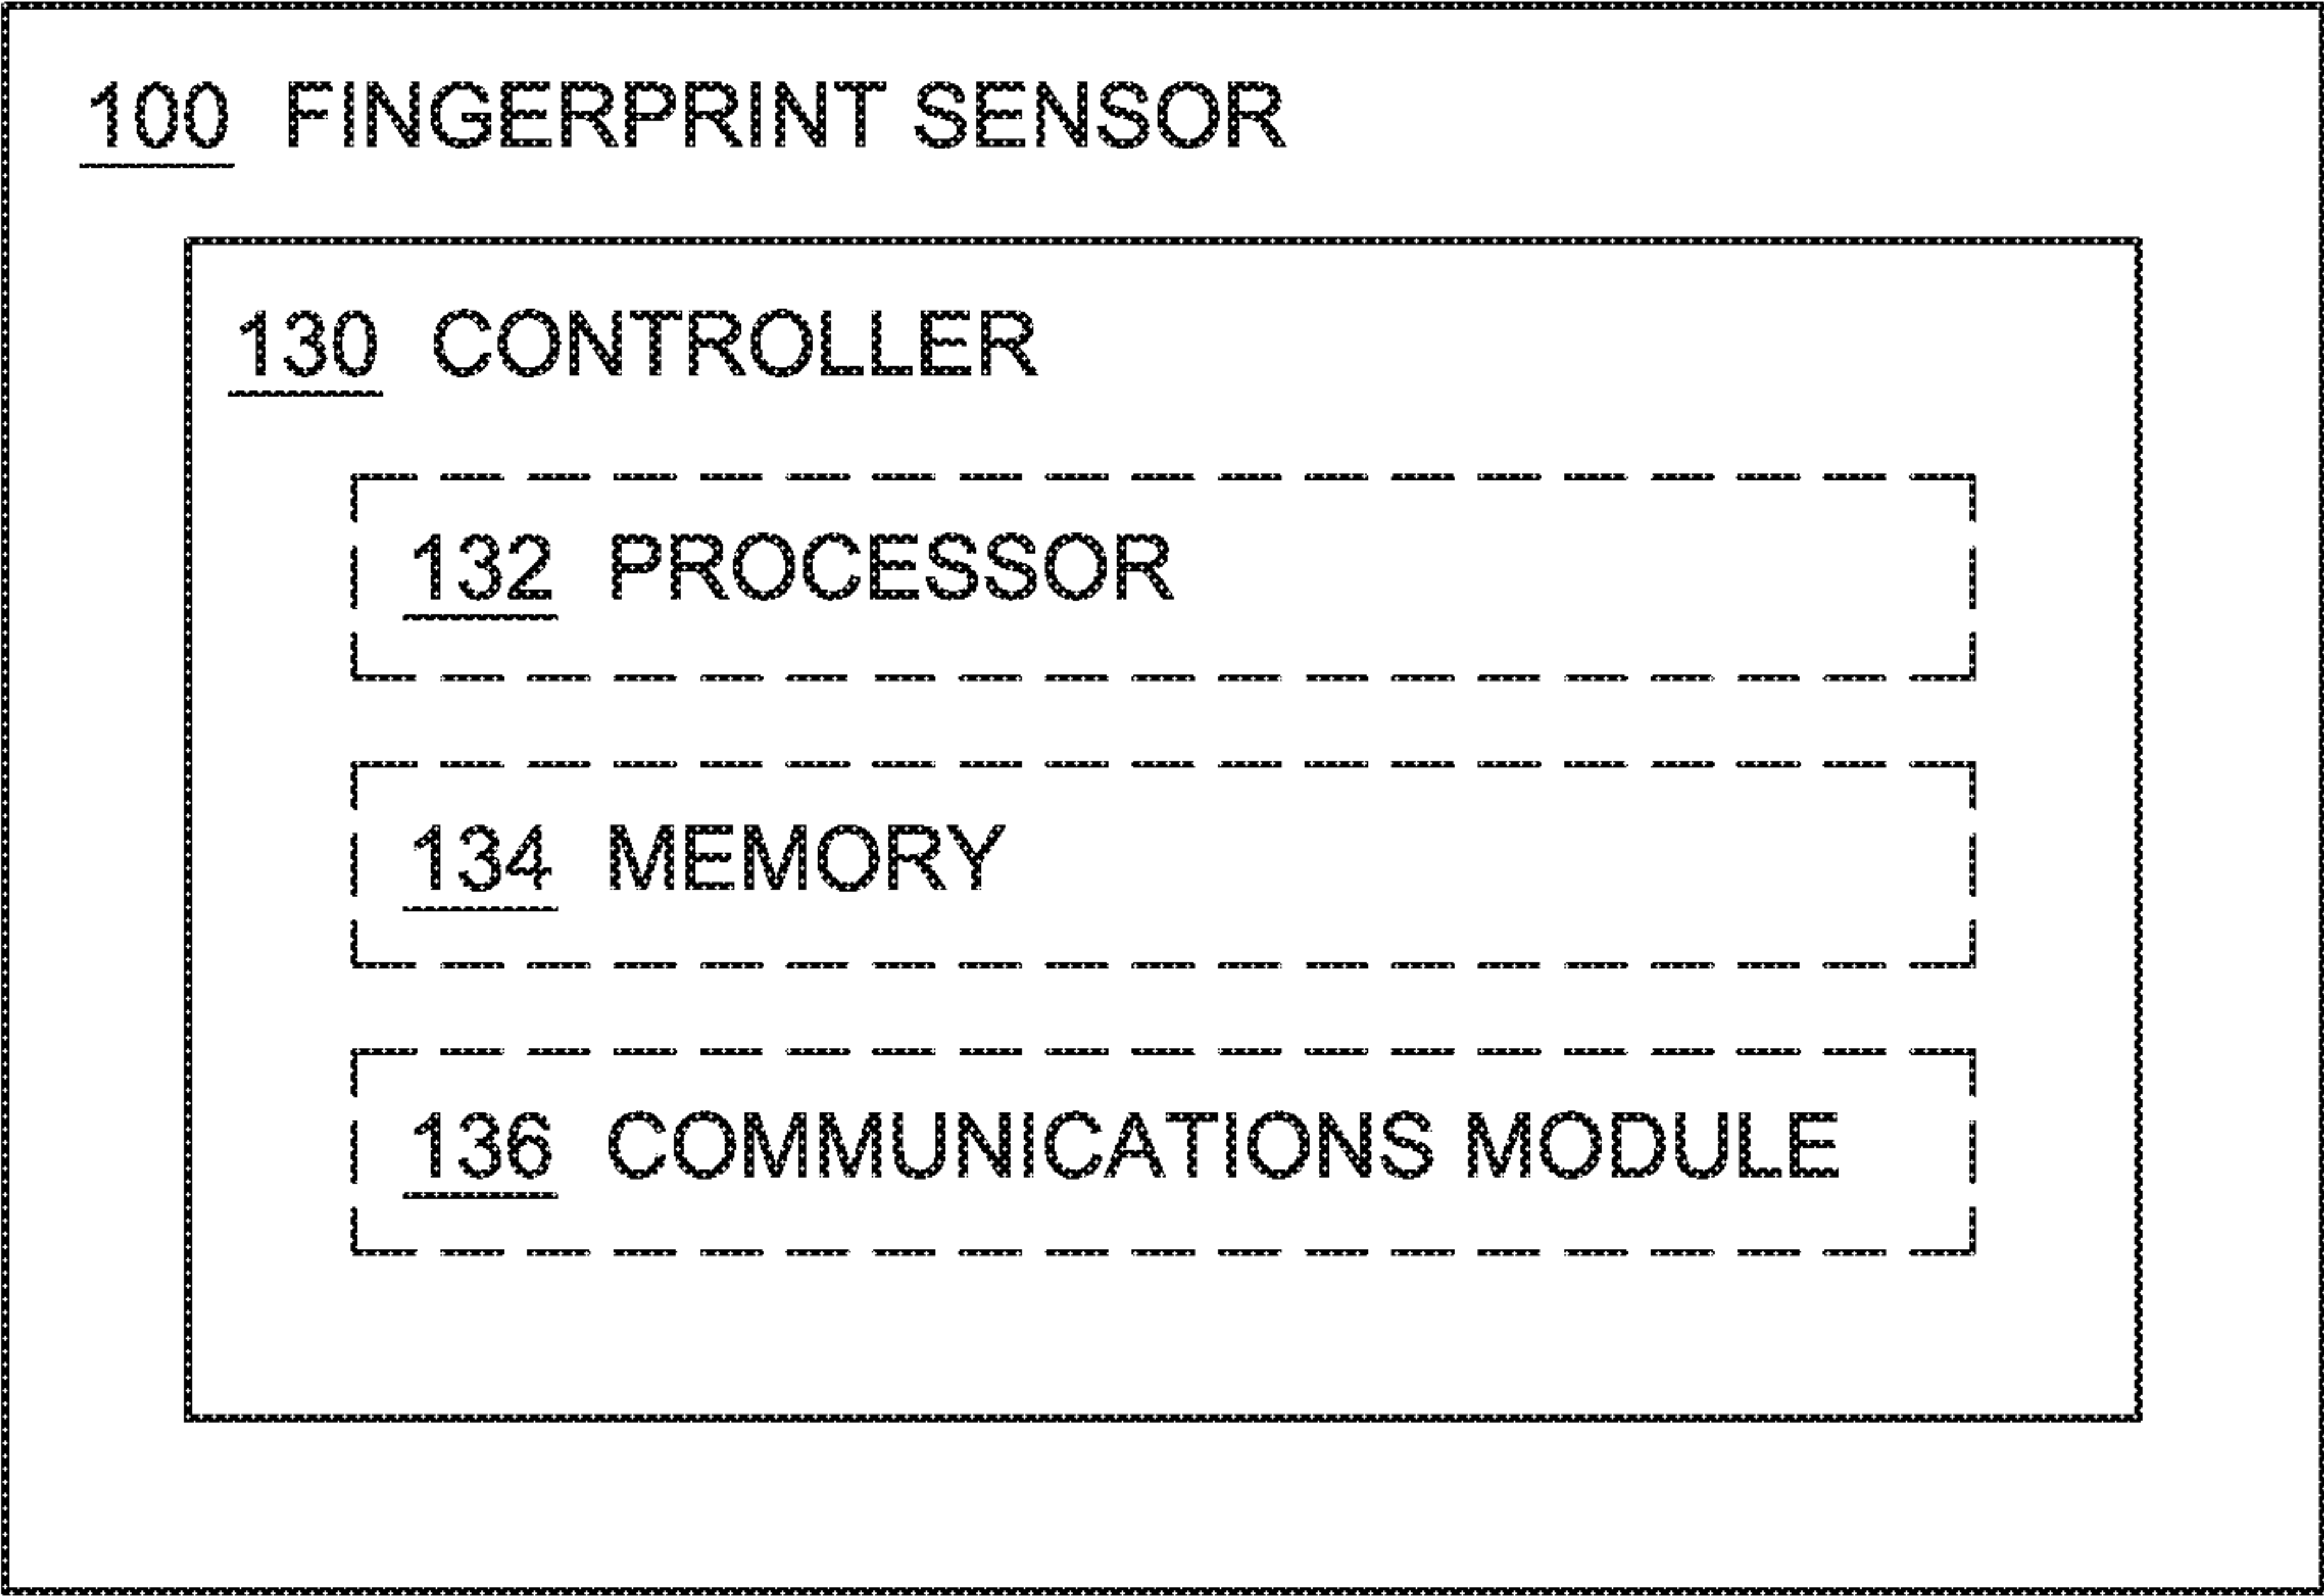 100 FINGERPRINT SENSOR
130 CONTROLLER
132 PROCESSOR
134 MEMORY
136 COMMUNICATIONS MODULE